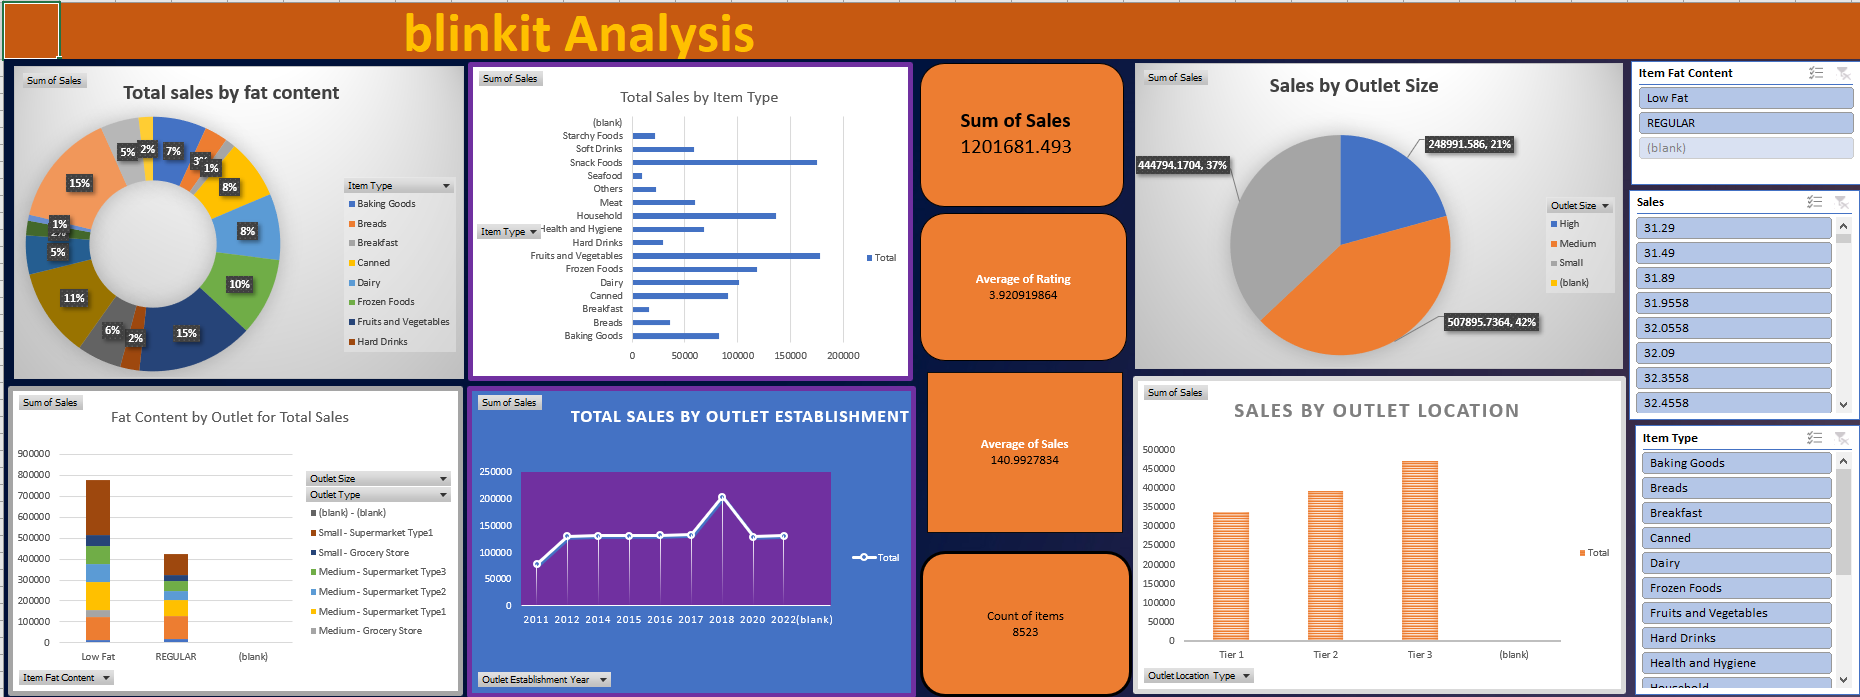 blinkit Analysis
Sum of Sales
Total sales by fat content
5%
2%
7%
3%
1%
8%
8%
10%
15%
2%
6%
11%
5%
2%
1%
15%
Item Type
Baking Goods
Breads
Breakfast
Canned
Dairy
Frozen Foods
Fruits and Vegetables
Hard Drinks
Sum of Sales
Total Sales by Item Type
(blank)
Starchy Foods
Soft Drinks
Snack Foods
Seafood
Others
Meat
Household
Health and Hygiene
Item Type
Hard Drinks
Fruits and Vegetables
Frozen Foods
Dairy
Canned
Breakfast
Breads
Baking Goods
0 50000 100000 150000 200000
Total
Sum of Sales
1201681.493
Average of Rating
3.920919864
Average of Sales
140.9927834
Count of items
8523
Sum of Sales
Sales by Outlet Size
248991.586, 21%
444794.1704, 37%
507895.7364, 42%
Outlet Size
High
Medium
Small
(blank)
Item Fat Content
Low Fat
REGULAR
(blank)
Sales
31.29
31.49
31.89
31.9558
32.0558
32.09
32.3558
32.4558
Item Type
Baking Goods
Breads
Breakfast
Canned
Dairy
Frozen Foods
Fruits and Vegetables
Hard Drinks
Health and Hygiene
Household
Sum of Sales
Fat Content by Outlet for Total Sales
900000
800000
700000
600000
500000
400000
300000
200000
100000
0
Low Fat REGULAR (blank)
Outlet Size
Outlet Type
(blank) - (blank)
Small - Supermarket Type1
Small - Grocery Store
Medium - Supermarket Type3
Medium - Supermarket Type2
Medium - Supermarket Type1
Medium - Grocery Store
Item Fat Content
Sum of Sales
TOTAL SALES BY OUTLET ESTABLISHMENT
250000
200000
150000
100000
50000
0
2011 2012 2014 2015 2016 2017 2018 2020 2022 (blank)
Total
Outlet Establishment Year
Sum of Sales
SALES BY OUTLET LOCATION
500000
450000
400000
350000
300000
250000
200000
150000
100000
50000
0
Tier 1 Tier 2 Tier 3 (blank)
Total
Outlet Location Type